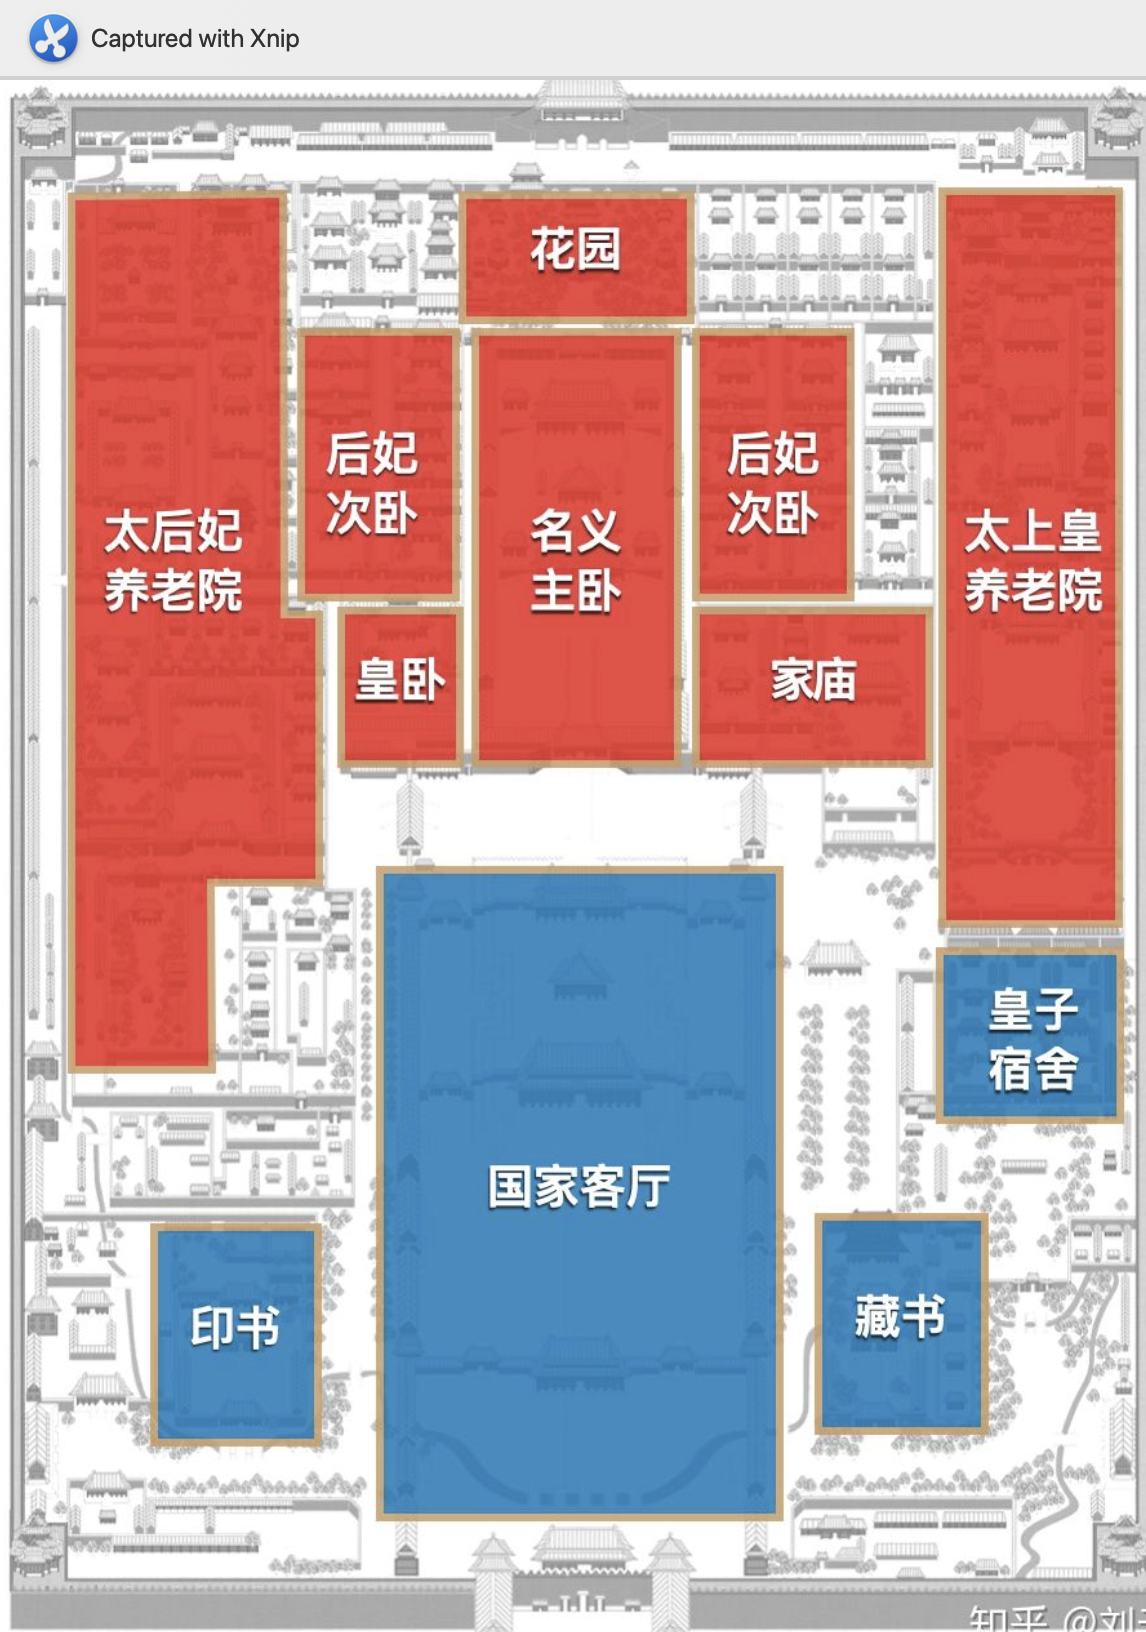 Captured with Xnip
花园
后妃
次卧
后妃
次卧
太后妃
养老院
名义
主卧
太上皇
养老院
皇卧
家庙
皇子
宿舍
国家客厅
印书
藏书
知乎 @刘